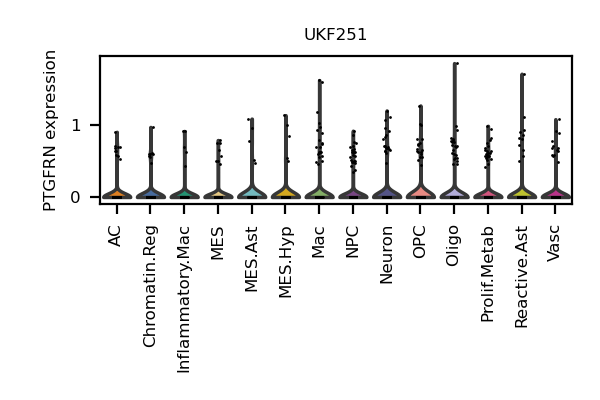 UKF251
PTGFRN expression
1
0
AC
Chromatin.Reg
Inflammatory.Mac
MES
MES.Ast
MES.Hyp
Mac
NPC
Neuron
OPC
Oligo
Prolif.Metab
Reactive.Ast
Vasc